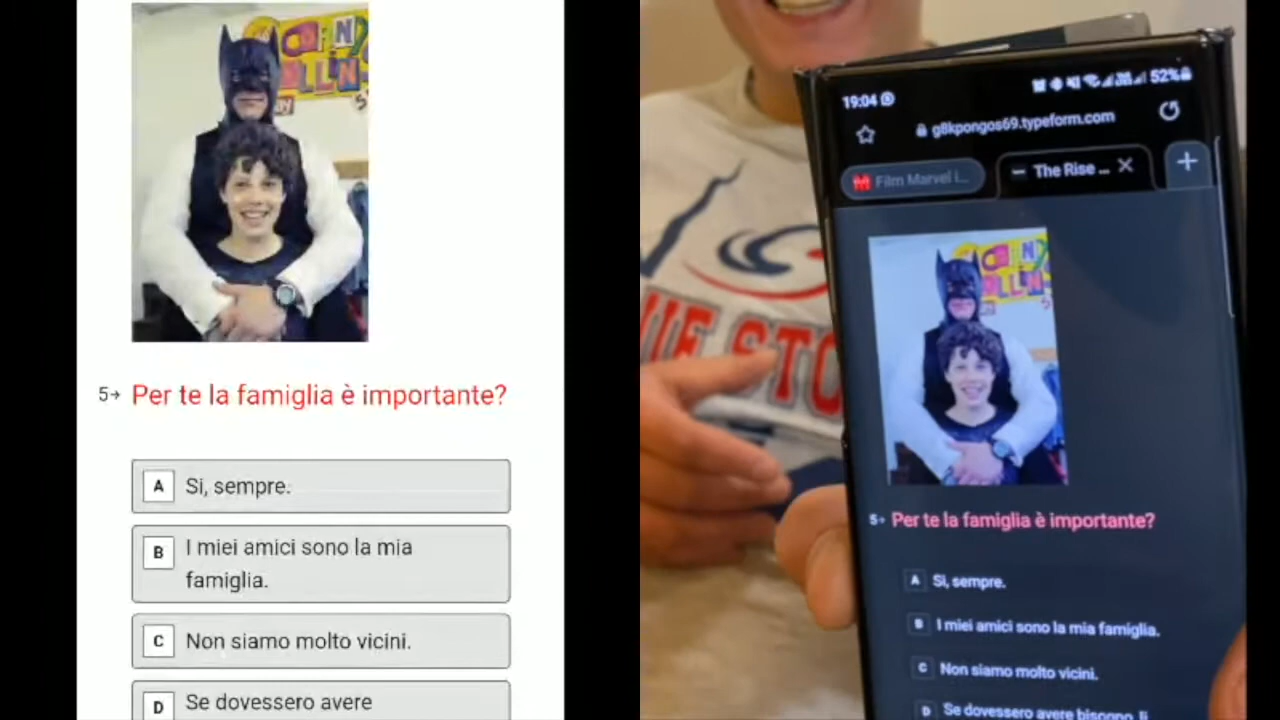 5→ Per te la famiglia è importante?
A Si, sempre.
B I miei amici sono la mia
famiglia.
C Non siamo molto vicini.
D Se dovessero avere
19:04
52%
g8kpongos69.typeform.com
Film Marvel i...
The Rise ...
5→ Per te la famiglia è importante?
A Si, sempre.
B I miei amici sono la mia famiglia.
C Non siamo molto vicini.
D Se dovessero avere bisogno, li